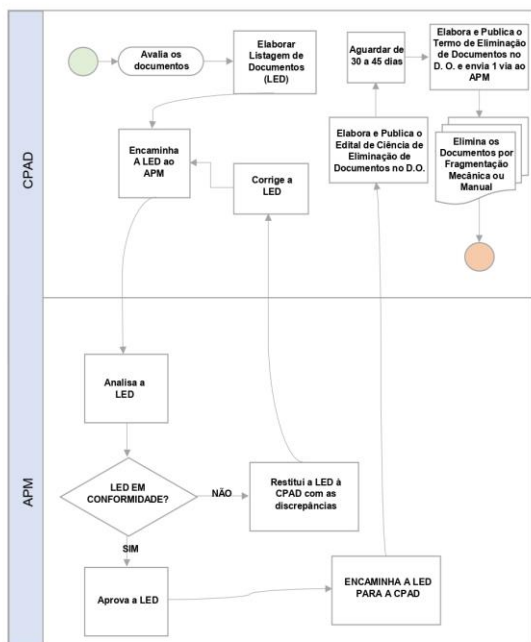 CPAD
Avalia os
documentos
Elaborar
Listagem de
Documentos
(LED)
Aguardar de
30 a 45 dias
Elabora e Publica o
Termo de Eliminação
de Documentos no
D. O. e envia 1 via ao
APM
Encaminha
A LED ao
APM
Corrige a
LED
Elabora e Publica o
Edital de Ciência de
Eliminação de
Documentos no D.O.
Elimina os
Documentos por
Fragmentação
Mecânica ou
Manual
APM
Analisa a
LED
LED EM
CONFORMIDADE?
NÃO
Restitui a LED à
CPAD com as
discrepâncias
SIM
Aprova a LED
ENCAMINHA A LED
PARA A CPAD